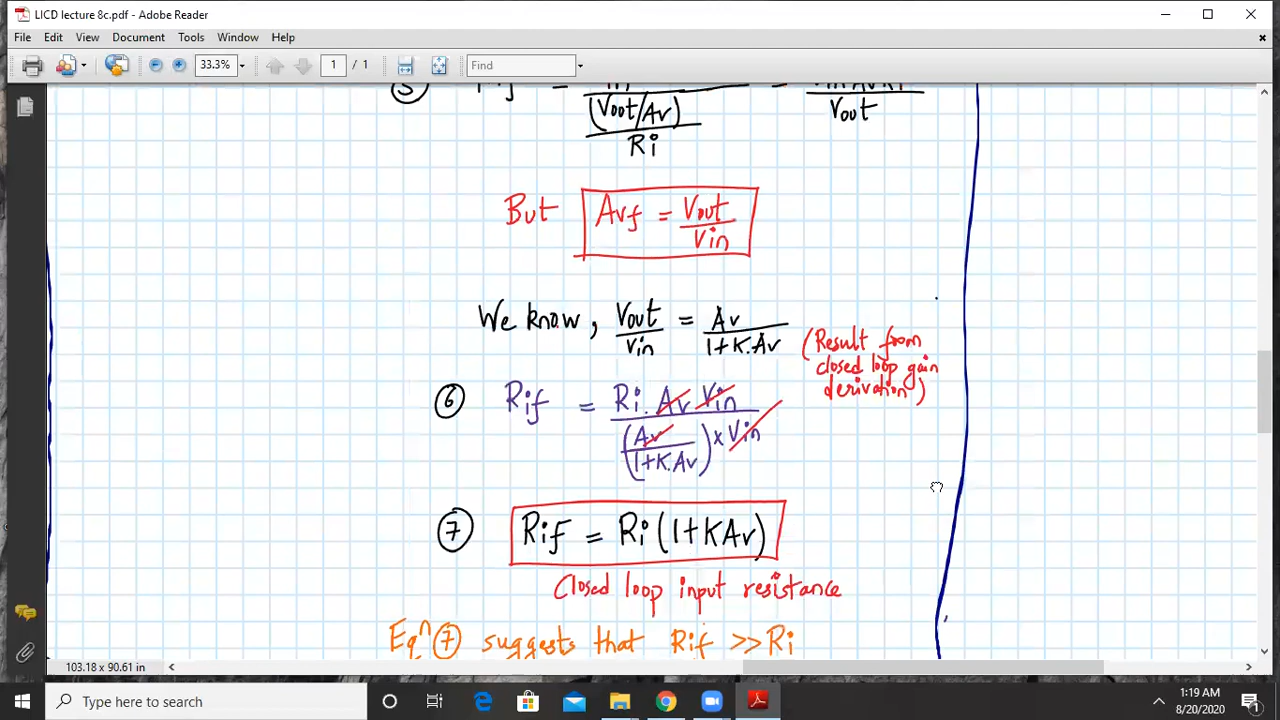 LICD lecture 8c.pdf - Adobe Reader
File Edit View Document Tools Window Help
33.3% 1 / 1 Find
5
(Vout/Av)
Vout
Ri
But Avf = Vout
Vin
We know, Vout = Av
Vin 1+K.Av
(Result from
closed loop gain
derivation)
6 Rif = Ri. Av Vin
(Av
1+K.Av) × Vin
7 Rif = Ri(1+KAv)
Closed loop input resistance
Eqn 7 suggests that Rif >> Ri
103.18 x 90.61 in
Type here to search
1:19 AM
8/20/2020
1